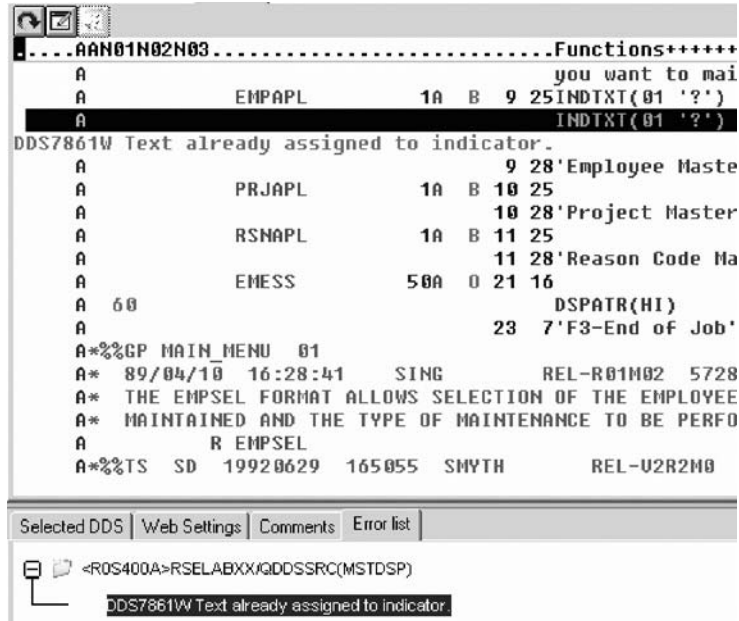 .....AAN01N02N03..............................Functions++++++
A you want to mai
A EMPAPL 1A B 9 25INDTXT(01 '?')
A INDTXT(01 '?')
DDS7861W Text already assigned to indicator.
A 9 28'Employee Maste
A PRJAPL 1A B 10 25
A 10 28'Project Master
A RSNAPL 1A B 11 25
A 11 28'Reason Code Ma
A EMESS 50A O 21 16
A 60 DSPATR(HI)
A 23 7'F3-End of Job'
A*%%GP MAIN_MENU 01
A* 89/04/10 16:28:41 SING REL-R01M02 5728
A* THE EMPSEL FORMAT ALLOWS SELECTION OF THE EMPLOYEE
A* MAINTAINED AND THE TYPE OF MAINTENANCE TO BE PERFO
A R EMPSEL
A*%%TS SD 19920629 165055 SMYTH REL-V2R2M0
Selected DDS Web Settings Comments Error list
<ROS400A>RSELABXX/QDDSSRC(MSTDSP)
DDS7861W Text already assigned to indicator.